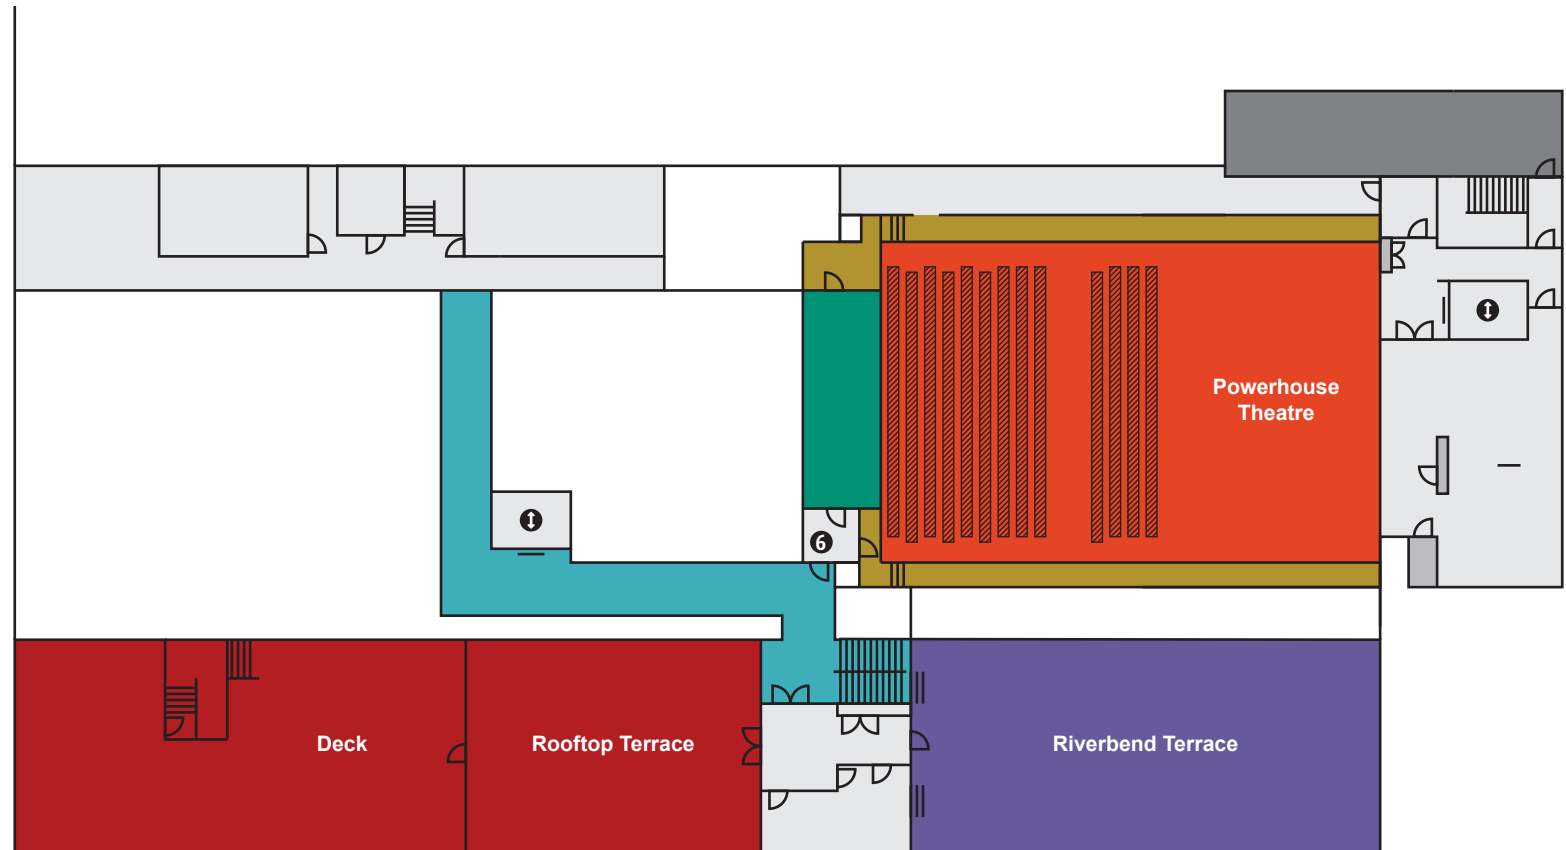 Powerhouse
Theatre
6
Deck
Rooftop Terrace
Riverbend Terrace